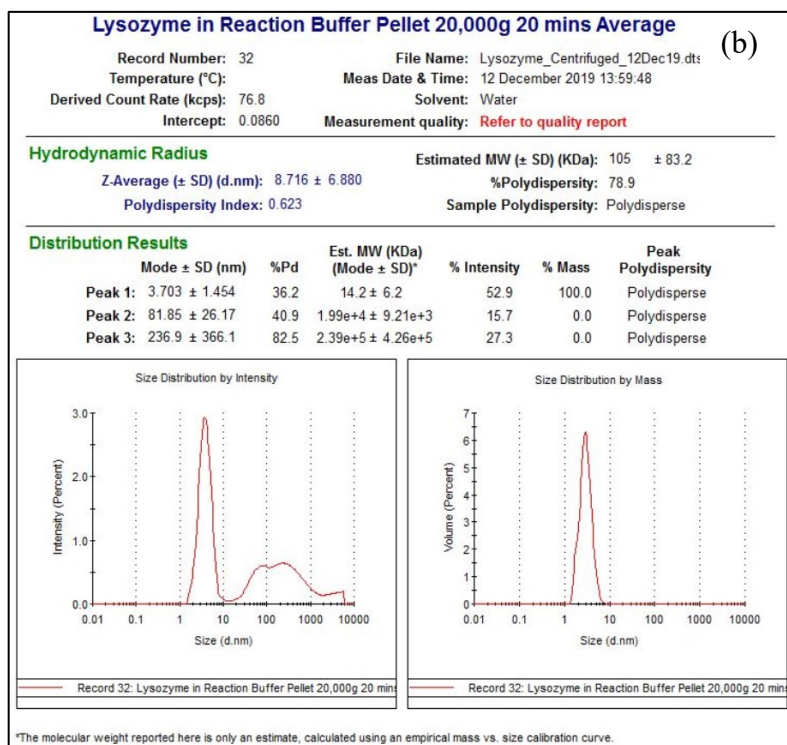 Lysozyme in Reaction Buffer Pellet 20,000g 20 mins Average
(b)
Record Number: 32 File Name: Lysozyme_Centrifuged_12Dec19.dts
Temperature (°C): Meas Date & Time: 12 December 2019 13:59:48
Derived Count Rate (kcps): 76.8 Solvent: Water
Intercept: 0.0860 Measurement quality: Refer to quality report
Hydrodynamic Radius Estimated MW (± SD) (KDa): 105 ± 83.2
Z-Average (± SD) (d.nm): 8.716 ± 6.880 %Polydispersity: 78.9
Polydispersity Index: 0.623 Sample Polydispersity: Polydisperse
Distribution Results
Mode ± SD (nm) %Pd Est. MW (KDa) (Mode ± SD)* % Intensity % Mass Peak Polydispersity
Peak 1: 3.703 ± 1.454 36.2 14.2 ± 6.2 52.9 100.0 Polydisperse
Peak 2: 81.85 ± 26.17 40.9 1.99e+4 ± 9.21e+3 15.7 0.0 Polydisperse
Peak 3: 236.9 ± 366.1 82.5 2.39e+5 ± 4.26e+5 27.3 0.0 Polydisperse
Size Distribution by Intensity
3.0
2.0
1.0
0.0
Intensity (Percent)
0.01 0.1 1 10 100 1000 10000
Size (d.nm)
Record 32: Lysozyme in Reaction Buffer Pellet 20,000g 20 mins
Size Distribution by Mass
7
6
5
4
3
2
1
0
Volume (Percent)
0.01 0.1 1 10 100 1000 10000
Size (d.nm)
Record 32: Lysozyme in Reaction Buffer Pellet 20,000g 20 mins
*The molecular weight reported here is only an estimate, calculated using an empirical mass vs. size calibration curve.